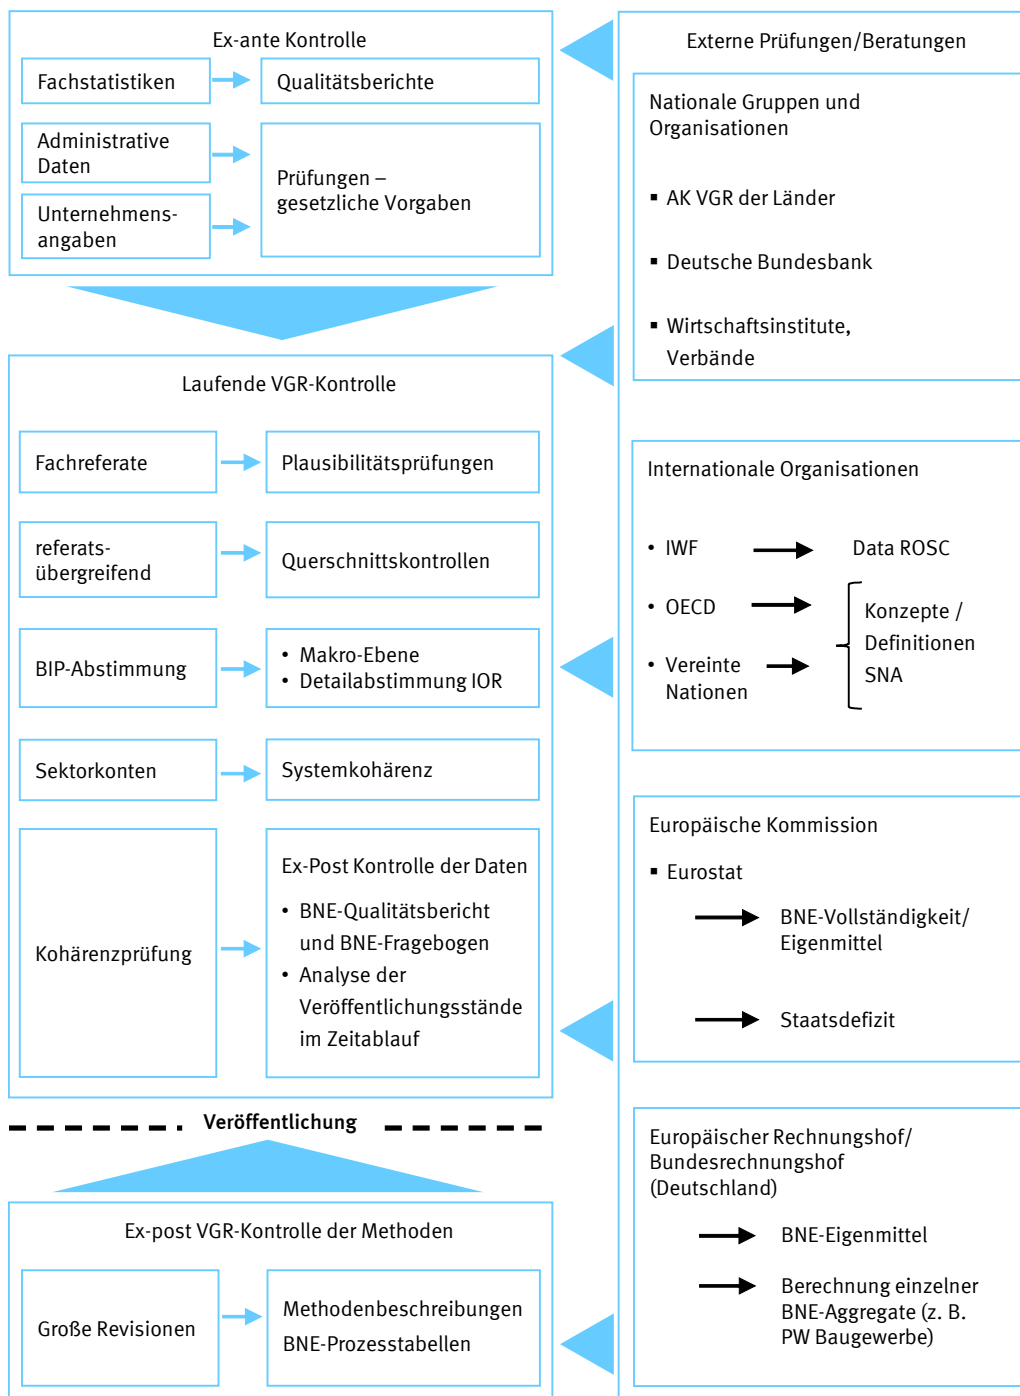 Ex-ante Kontrolle
Fachstatistiken
Qualitätsberichte
Administrative
Daten
Unternehmens-
angaben
Prüfungen –
gesetzliche Vorgaben
Laufende VGR-Kontrolle
Fachreferate
Plausibilitätsprüfungen
referats-
übergreifend
Querschnittskontrollen
BIP-Abstimmung
• Makro-Ebene
• Detailabstimmung IOR
Sektorkonten
Systemkohärenz
Kohärenzprüfung
Ex-Post Kontrolle der Daten
• BNE-Qualitätsbericht
und BNE-Fragebogen
• Analyse der
Veröffentlichungsstände
im Zeitablauf
Veröffentlichung
Ex-post VGR-Kontrolle der Methoden
Große Revisionen
Methodenbeschreibungen
BNE-Prozesstabellen
Externe Prüfungen/Beratungen
Nationale Gruppen und
Organisationen
▪ AK VGR der Länder
▪ Deutsche Bundesbank
▪ Wirtschaftsinstitute,
Verbände
Internationale Organisationen
• IWF
Data ROSC
• OECD
• Vereinte
Nationen
Konzepte /
Definitionen
SNA
Europäische Kommission
▪ Eurostat
BNE-Vollständigkeit/
Eigenmittel
Staatsdefizit
Europäischer Rechnungshof/
Bundesrechnungshof
(Deutschland)
BNE-Eigenmittel
Berechnung einzelner
BNE-Aggregate (z. B.
PW Baugewerbe)